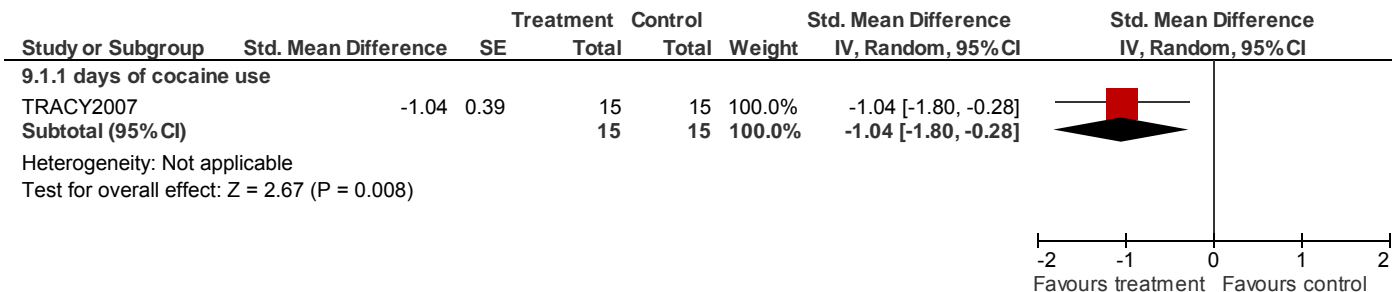 Treatment Control Std. Mean Difference Std. Mean Difference
Study or Subgroup Std. Mean Difference SE Total Total Weight IV, Random, 95% CI IV, Random, 95% CI
9.1.1 days of cocaine use
TRACY2007 -1.04 0.39 15 15 100.0% -1.04 [-1.80, -0.28]
Subtotal (95% CI) 15 15 100.0% -1.04 [-1.80, -0.28]
Heterogeneity: Not applicable
Test for overall effect: Z = 2.67 (P = 0.008)
-2 -1 0 1 2
Favours treatment Favours control